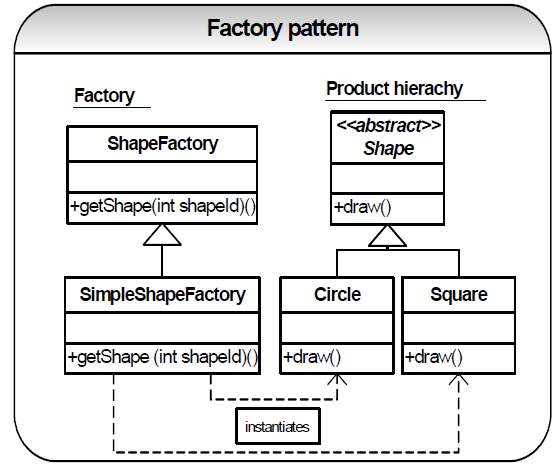 Factory pattern
Factory
Product hierachy
ShapeFactory
+getShape(int shapeId)()
<<abstract>>
Shape
+draw()
SimpleShapeFactory
+getShape (int shapeId)()
Circle
+draw()
Square
+draw()
instantiates